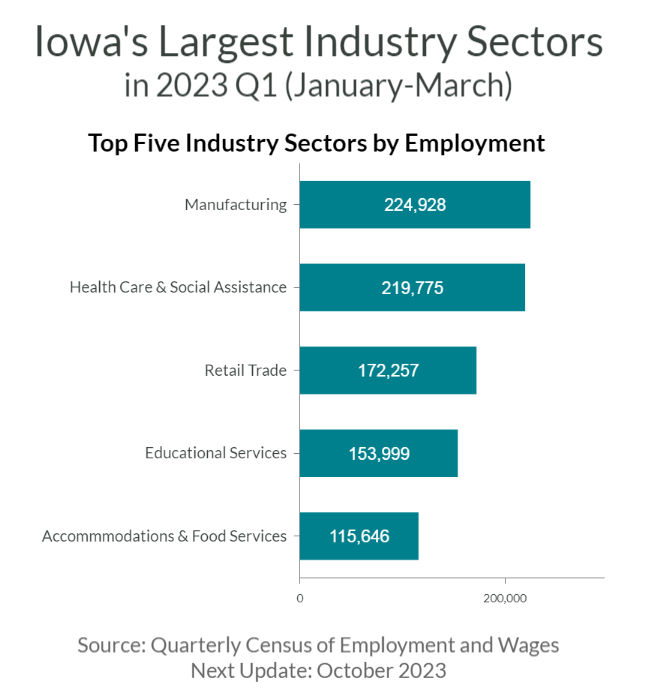 Iowa's Largest Industry Sectors
in 2023 Q1 (January-March)
Top Five Industry Sectors by Employment
Manufacturing 224,928
Health Care & Social Assistance 219,775
Retail Trade 172,257
Educational Services 153,999
Accommmodations & Food Services 115,646
0 200,000
Source: Quarterly Census of Employment and Wages
Next Update: October 2023